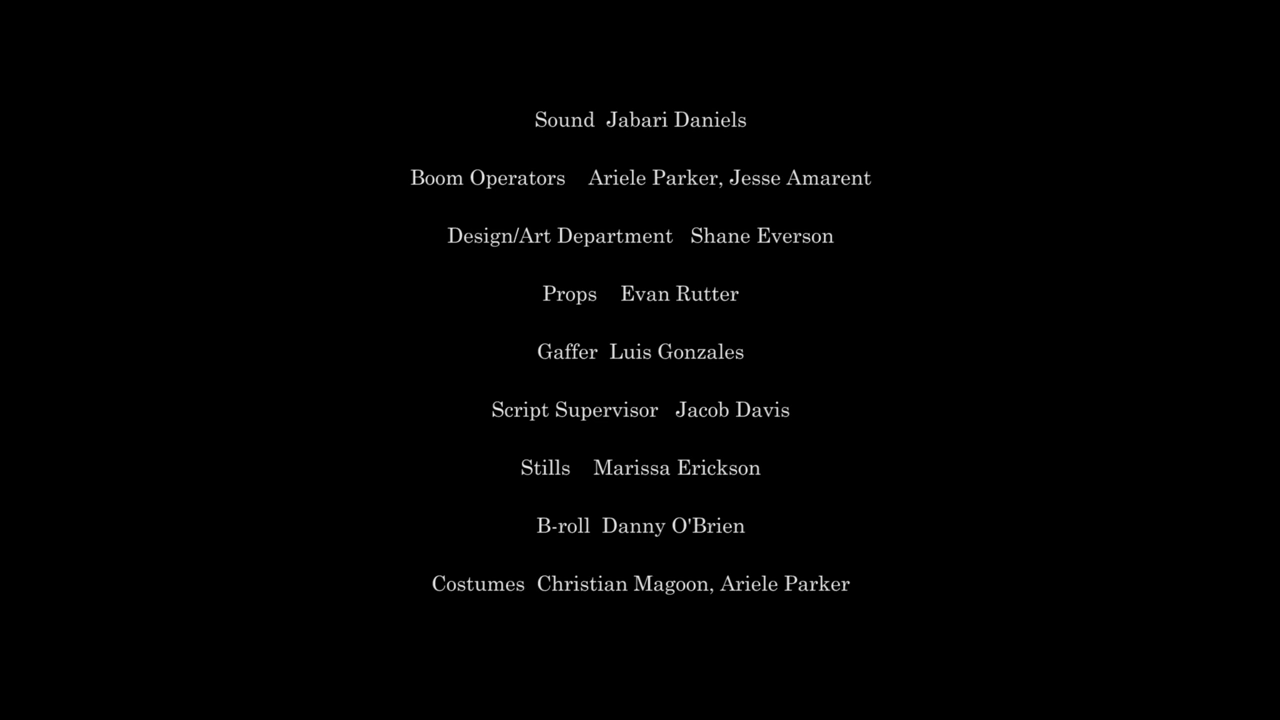 Sound  Jabari Daniels
Boom Operators    Ariele Parker, Jesse Amarent
Design/Art Department   Shane Everson
Props    Evan Rutter
Gaffer  Luis Gonzales
Script Supervisor   Jacob Davis
Stills    Marissa Erickson
B-roll  Danny O'Brien
Costumes  Christian Magoon, Ariele Parker